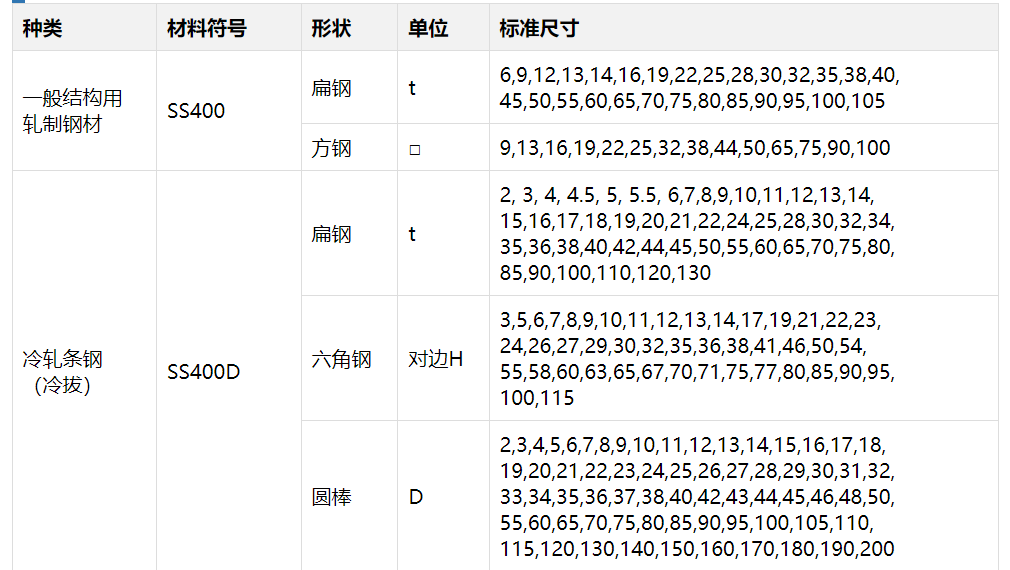 种类 材料符号 形状 单位 标准尺寸
一般结构用
轧制钢材
SS400
扁钢
t
6,9,12,13,14,16,19,22,25,28,30,32,35,38,40,
45,50,55,60,65,70,75,80,85,90,95,100,105
方钢
□
9,13,16,19,22,25,32,38,44,50,65,75,90,100
冷轧条钢
（冷拔）
SS400D
扁钢
t
2, 3, 4, 4.5, 5, 5.5, 6,7,8,9,10,11,12,13,14,
15,16,17,18,19,20,21,22,24,25,28,30,32,34,
35,36,38,40,42,44,45,50,55,60,65,70,75,80,
85,90,100,110,120,130
六角钢
对边H
3,5,6,7,8,9,10,11,12,13,14,17,19,21,22,23,
24,26,27,29,30,32,35,36,38,41,46,50,54,
55,58,60,63,65,67,70,71,75,77,80,85,90,95,
100,115
圆棒
D
2,3,4,5,6,7,8,9,10,11,12,13,14,15,16,17,18,
19,20,21,22,23,24,25,26,27,28,29,30,31,32,
33,34,35,36,37,38,40,42,43,44,45,46,48,50,
55,60,65,70,75,80,85,90,95,100,105,110,
115,120,130,140,150,160,170,180,190,200